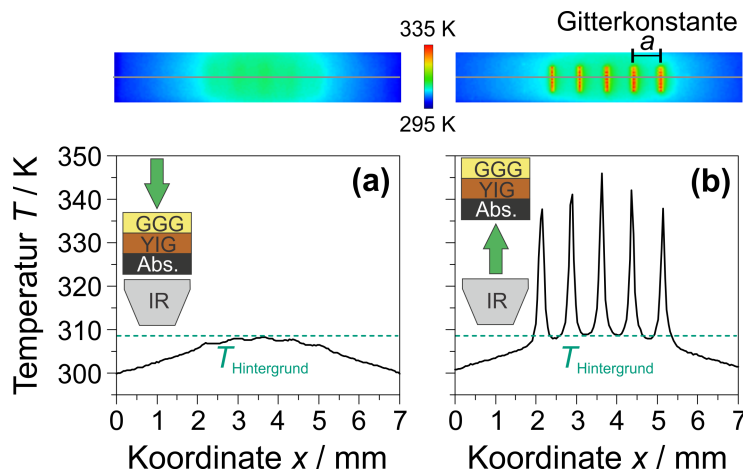 Gitterkonstante
335 K
a
295 K
350
340
330
320
310
300
Temperatur T / K
(a)
GGG
YIG
Abs.
IR
THintergrund
0 1 2 3 4 5 6 7
Koordinate x / mm
(b)
GGG
YIG
Abs.
IR
THintergrund
0 1 2 3 4 5 6 7
Koordinate x / mm